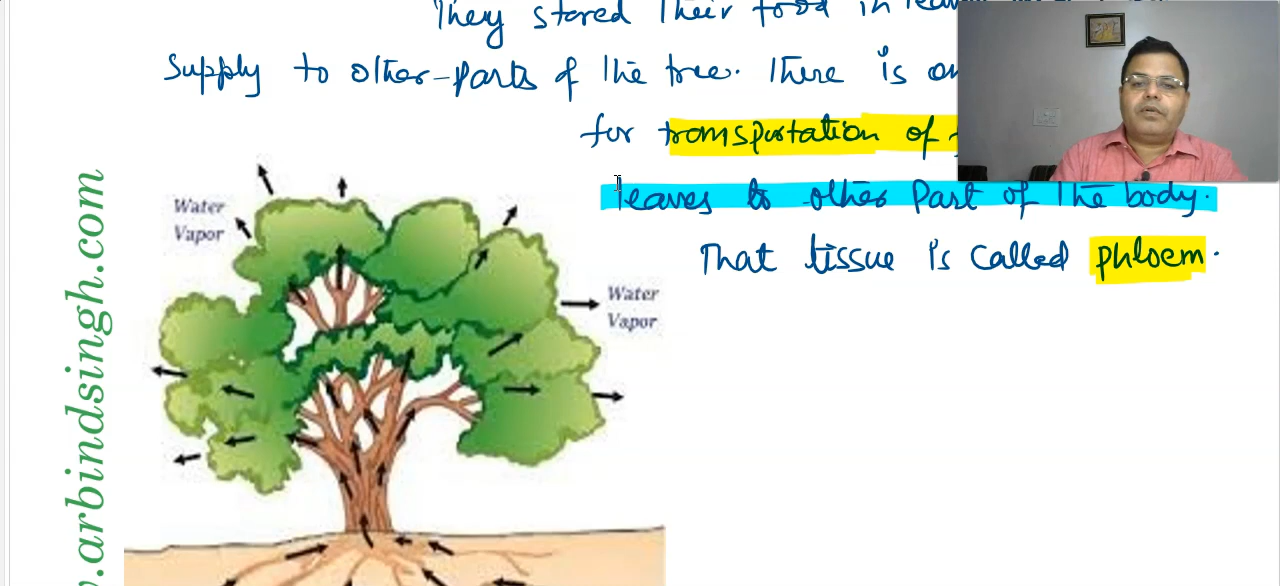 They stored their food in
Supply to other parts of the tree. There is
for transportation of
leaves to other part of the body.
That tissue is called phloem.
Water
Vapor
Water
Vapor
.arbindsingh.com